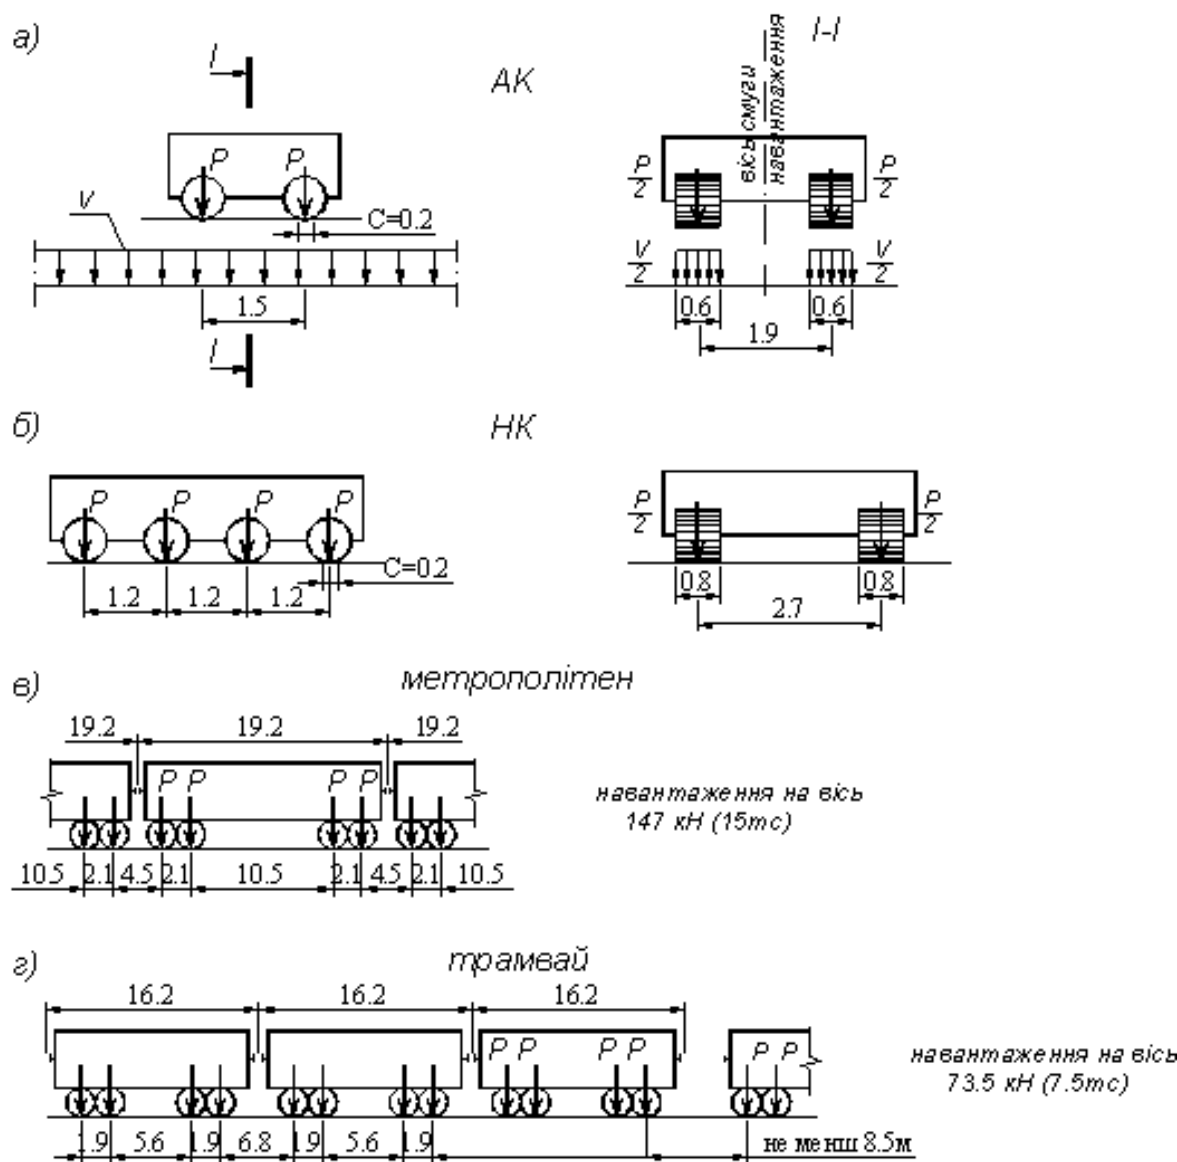 а)
АК
I-I
I
вісь смуги
навантаження
P P
P/2 P/2
V
C=0.2
V/2 V/2
1.5
0.6 0.6
1.9
I
б)
НК
P P P P
P/2 P/2
C=0.2
1.2 1.2 1.2
0.8 0.8
2.7
в)
метрополітен
19.2 19.2 19.2
P P P P
навантаження на вісь
147 кН (15тс)
10.5 2.1 4.5 2.1 10.5 2.1 4.5 2.1 10.5
г)
трамвай
16.2 16.2 16.2
P P P P P P
навантаження на вісь
73.5 кН (7.5тс)
1.9 5.6 1.9 6.8 1.9 5.6 1.9 не менш 8.5м